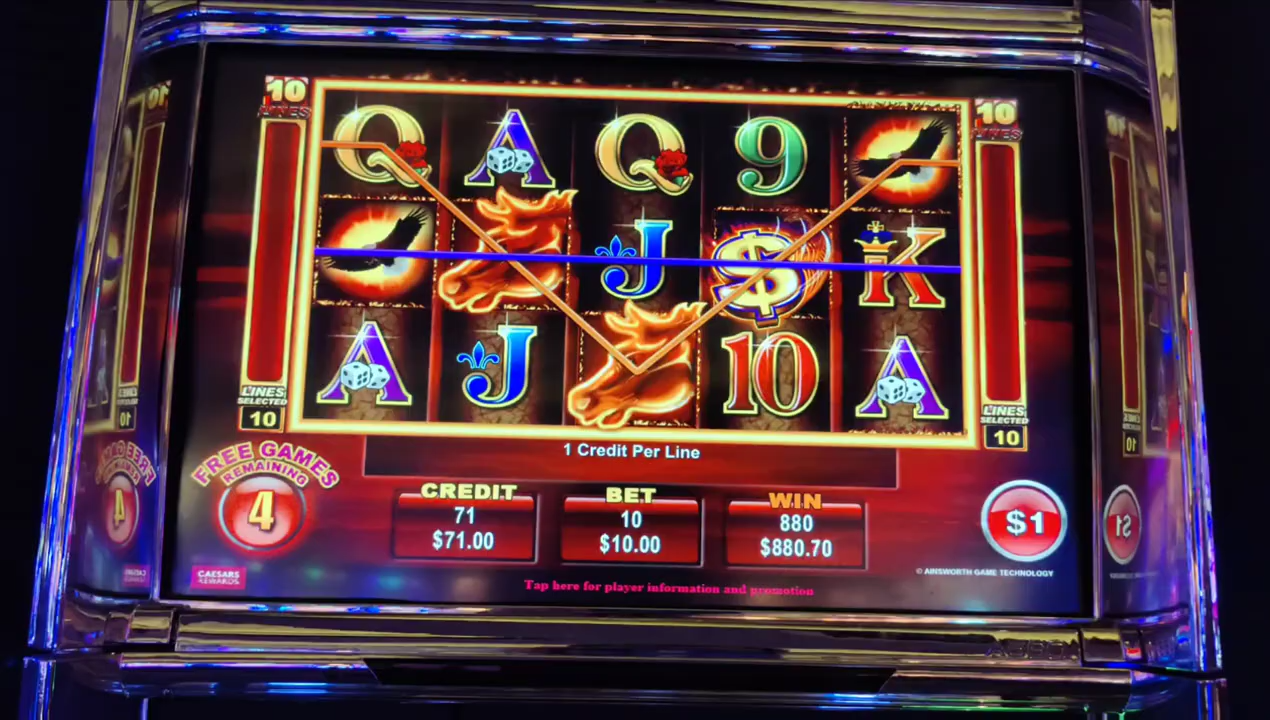 10 LINES
10 LINES
Q A Q 9
J $ K
A J 10 A
LINES SELECTED 10
LINES SELECTED 10
1 Credit Per Line
FREE GAMES
REMAINING
4
CREDIT
71
$71.00
BET
10
$10.00
WIN
880
$880.70
$1
CAESARS
REWARDS
© AINSWORTH GAME TECHNOLOGY
Tap here for player information and promotion